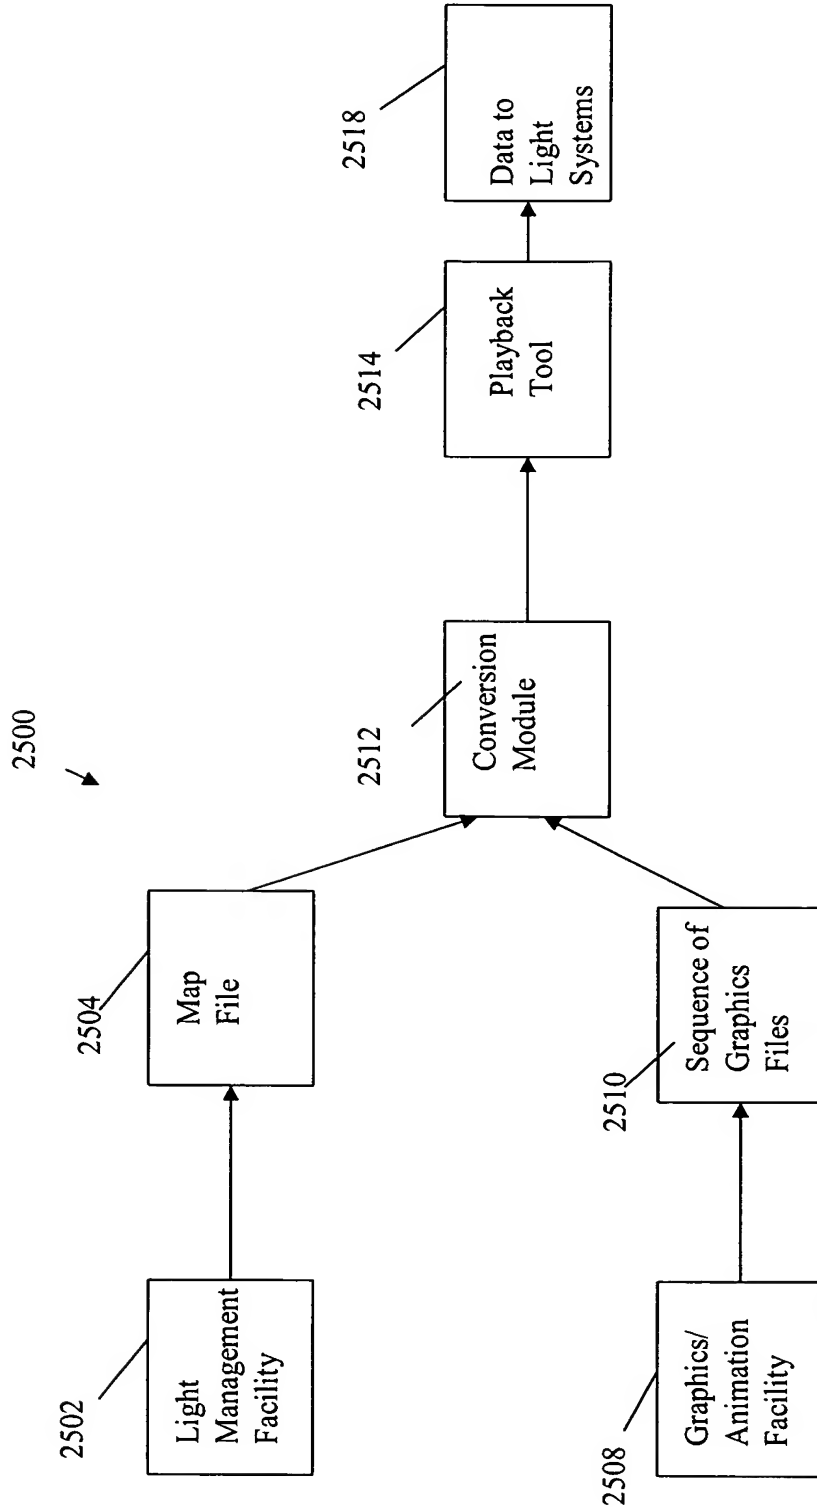 2500
2502
Light
Management
Facility
2504
Map
File
2508
Graphics/
Animation
Facility
2510
Sequence of
Graphics
Files
2512
Conversion
Module
2514
Playback
Tool
2518
Data to
Light
Systems